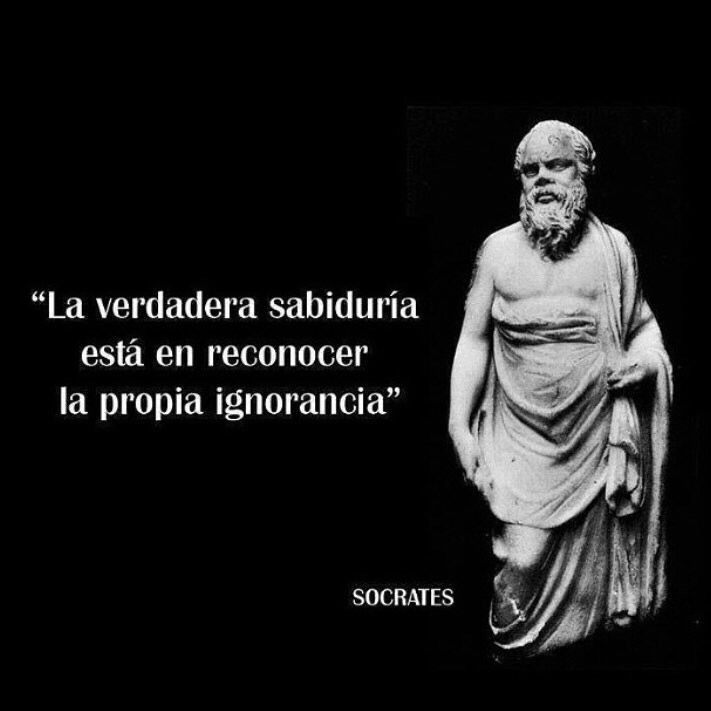 “La verdadera sabiduría
está en reconocer
la propia ignorancia”
SOCRATES